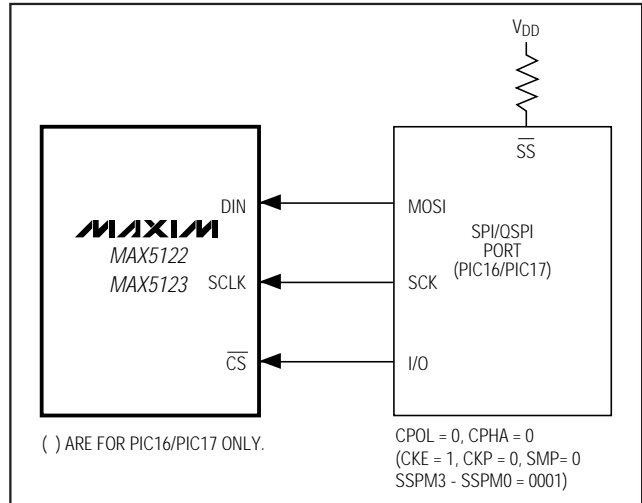 VDD
SS
DIN
MOSI
MAXIM
MAX5122
MAX5123
SPI/QSPI
PORT
(PIC16/PIC17)
SCLK
SCK
CS
I/O
( ) ARE FOR PIC16/PIC17 ONLY.
CPOL = 0, CPHA = 0
(CKE = 1, CKP = 0, SMP= 0
SSPM3 - SSPM0 = 0001)